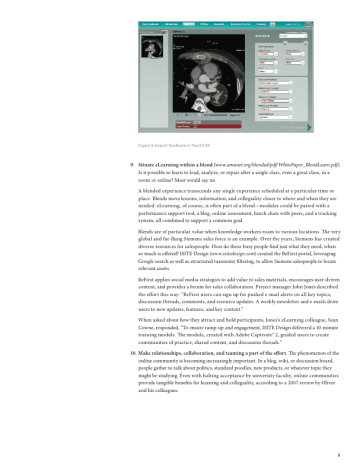 Figure 8: Expert feedback in TeachCTA
9. Situate eLearning within a blend (www.amanet.org/blended/pdf/WhitePaper_BlendLearn.pdf).
Is it possible to learn to lead, analyze, or repair after a single class, even a great class, in a
room or online? Most would say no.
A blended experience transcends any single experience scheduled at a particular time or
place. Blends move lessons, information, and collegiality closer to where and when they are
needed. eLearning, of course, is often part of a blend—modules could be paired with a
performance support tool, a blog, online assessment, lunch chats with peers, and a tracking
system, all combined to support a common goal.
Blends are of particular value when knowledge workers roam to various locations. The very
global and far-flung Siemens sales force is an example. Over the years, Siemens has created
diverse resources for salespeople. How do these busy people find just what they need, when
so much is offered? ISITE Design (www.isitedesign.com) created the BeFirst portal, leveraging
Google search as well as structured taxonomy filtering, to allow Siemens salespeople to locate
relevant assets.
BeFirst applies social media strategies to add value to sales materials, encourages user-driven
content, and provides a forum for sales collaboration. Project manager John Jones described
the effort this way: "BeFirst users can sign up for pushed e-mail alerts on all key topics,
discussion threads, comments, and resource updates. A weekly newsletter and e-mails drive
users to new updates, features, and key content."
When asked about how they attract and hold participants, Jones's eLearning colleague, Sean
Cowne, responded, "To ensure ramp up and engagement, ISITE Design delivered a 10-minute
training module. The module, created with Adobe Captivate® 2, guided users to create
communities of practice, shared content, and discussion threads."
10. Make relationships, collaboration, and teaming a part of the effort. The phenomenon of the
online community is becoming increasingly important. In a blog, wiki, or discussion board,
people gather to talk about politics, standard poodles, new products, or whatever topic they
might be studying. Even with halting acceptance by university faculty, online communities
provide tangible benefits for learning and collegiality, according to a 2007 review by Oliver
and his colleagues.
8